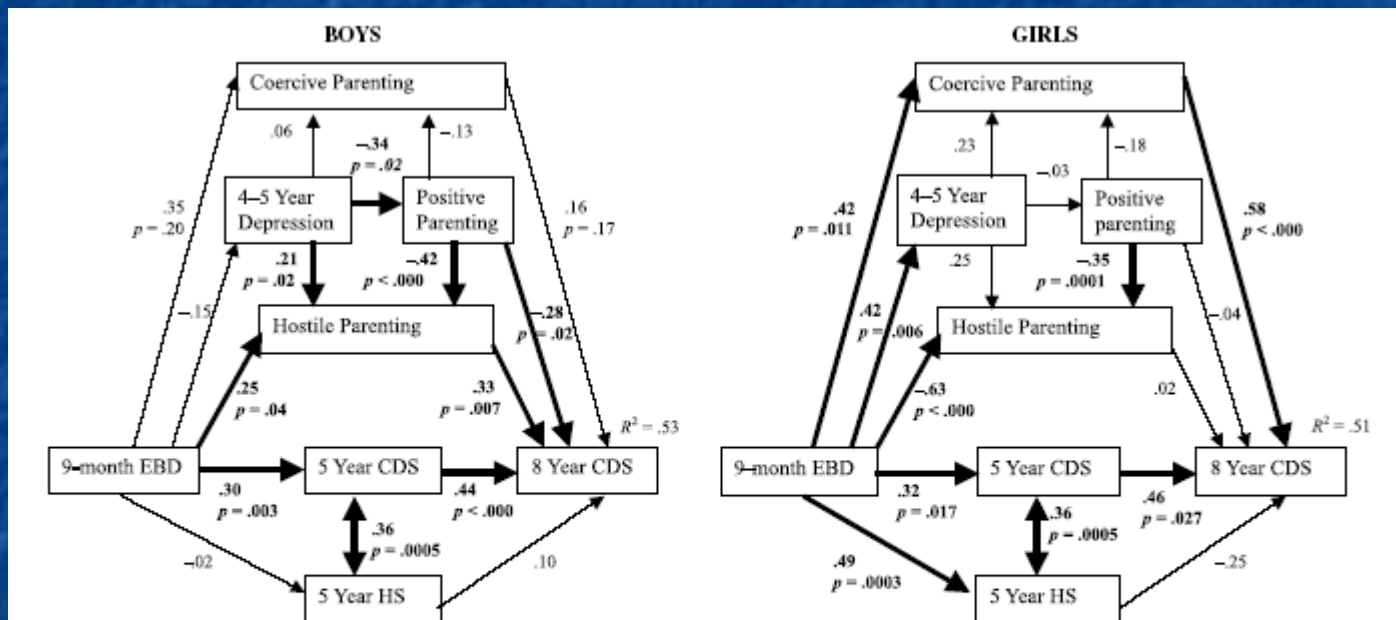 BOYS
Coercive Parenting
.06
–.13
–.34
p = .02
4–5 Year
Depression
Positive
Parenting
.35
p = .20
.16
p = .17
.21
p = .02
–.42
p < .000
–.15
–.28
p = .02
Hostile Parenting
.25
p = .04
.33
p = .007
R² = .53
9–month EBD
5 Year CDS
8 Year CDS
.30
p = .003
.44
p < .000
.36
p = .0005
–.02
.10
5 Year HS
GIRLS
Coercive Parenting
.23
–.18
–.03
4–5 Year
Depression
Positive
parenting
.42
p = .011
.58
p < .000
.25
–.35
p = .0001
.42
p = .006
–.04
Hostile Parenting
–.63
p < .000
.02
R² = .51
9–month EBD
5 Year CDS
8 Year CDS
.32
p = .017
.46
p = .027
.36
p = .0005
.49
p = .0003
–.25
5 Year HS